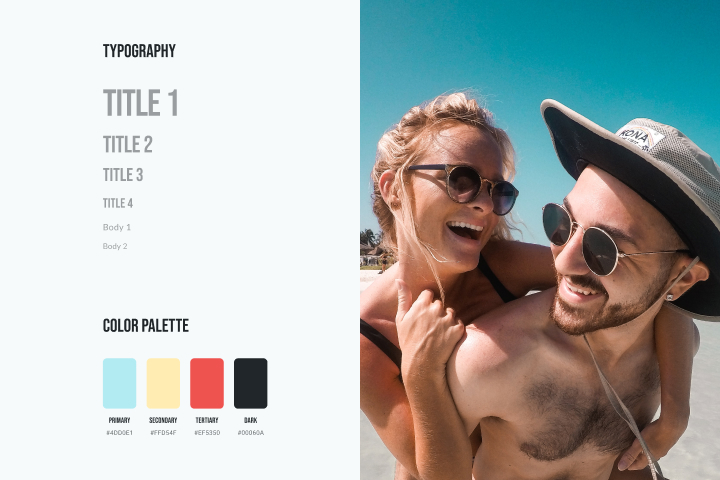 TYPOGRAPHY
TITLE 1
TITLE 2
TITLE 3
TITLE 4
Body 1
Body 2
COLOR PALETTE
PRIMARY SECONDARY TERTIARY DARK
#4DD0E1 #FFD54F #EF5350 #00060A
KONA